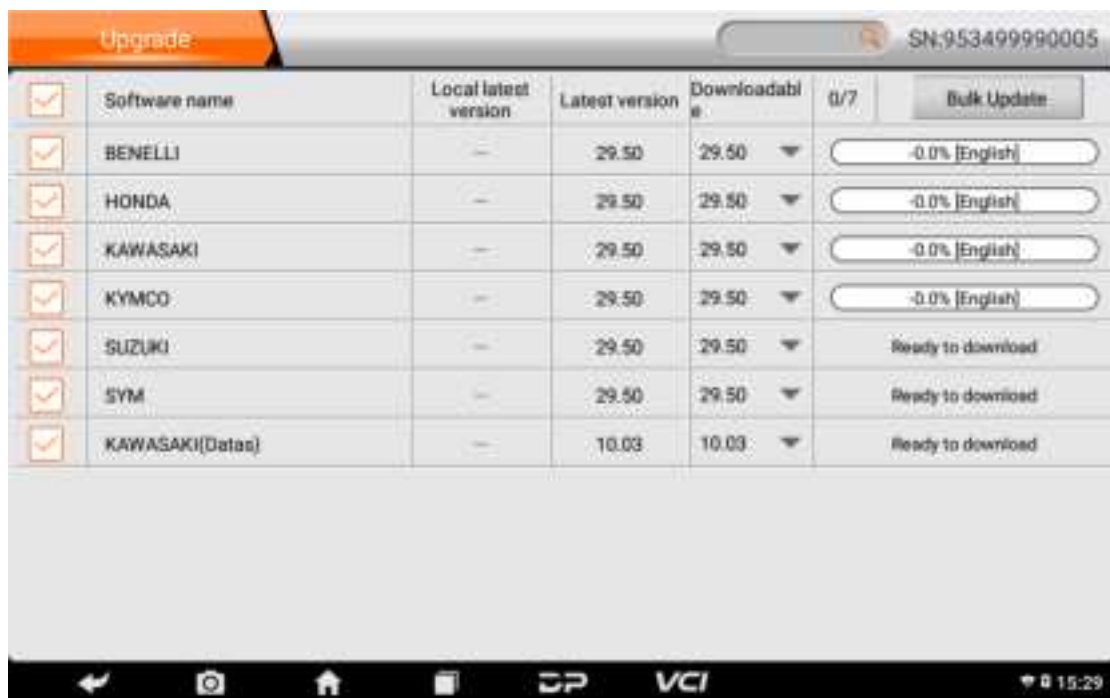 Upgrade SN:953499990005
Software name Local latest version Latest version Downloadable 0/7 Bulk Update
BENELLI -- 29.50 29.50 -0.0% [English]
HONDA -- 29.50 29.50 -0.0% [English]
KAWASAKI -- 29.50 29.50 -0.0% [English]
KYMCO -- 29.50 29.50 -0.0% [English]
SUZUKI -- 29.50 29.50 Ready to download
SYM -- 29.50 29.50 Ready to download
KAWASAKI(Datas) -- 10.03 10.03 Ready to download
DP VCI 15:29